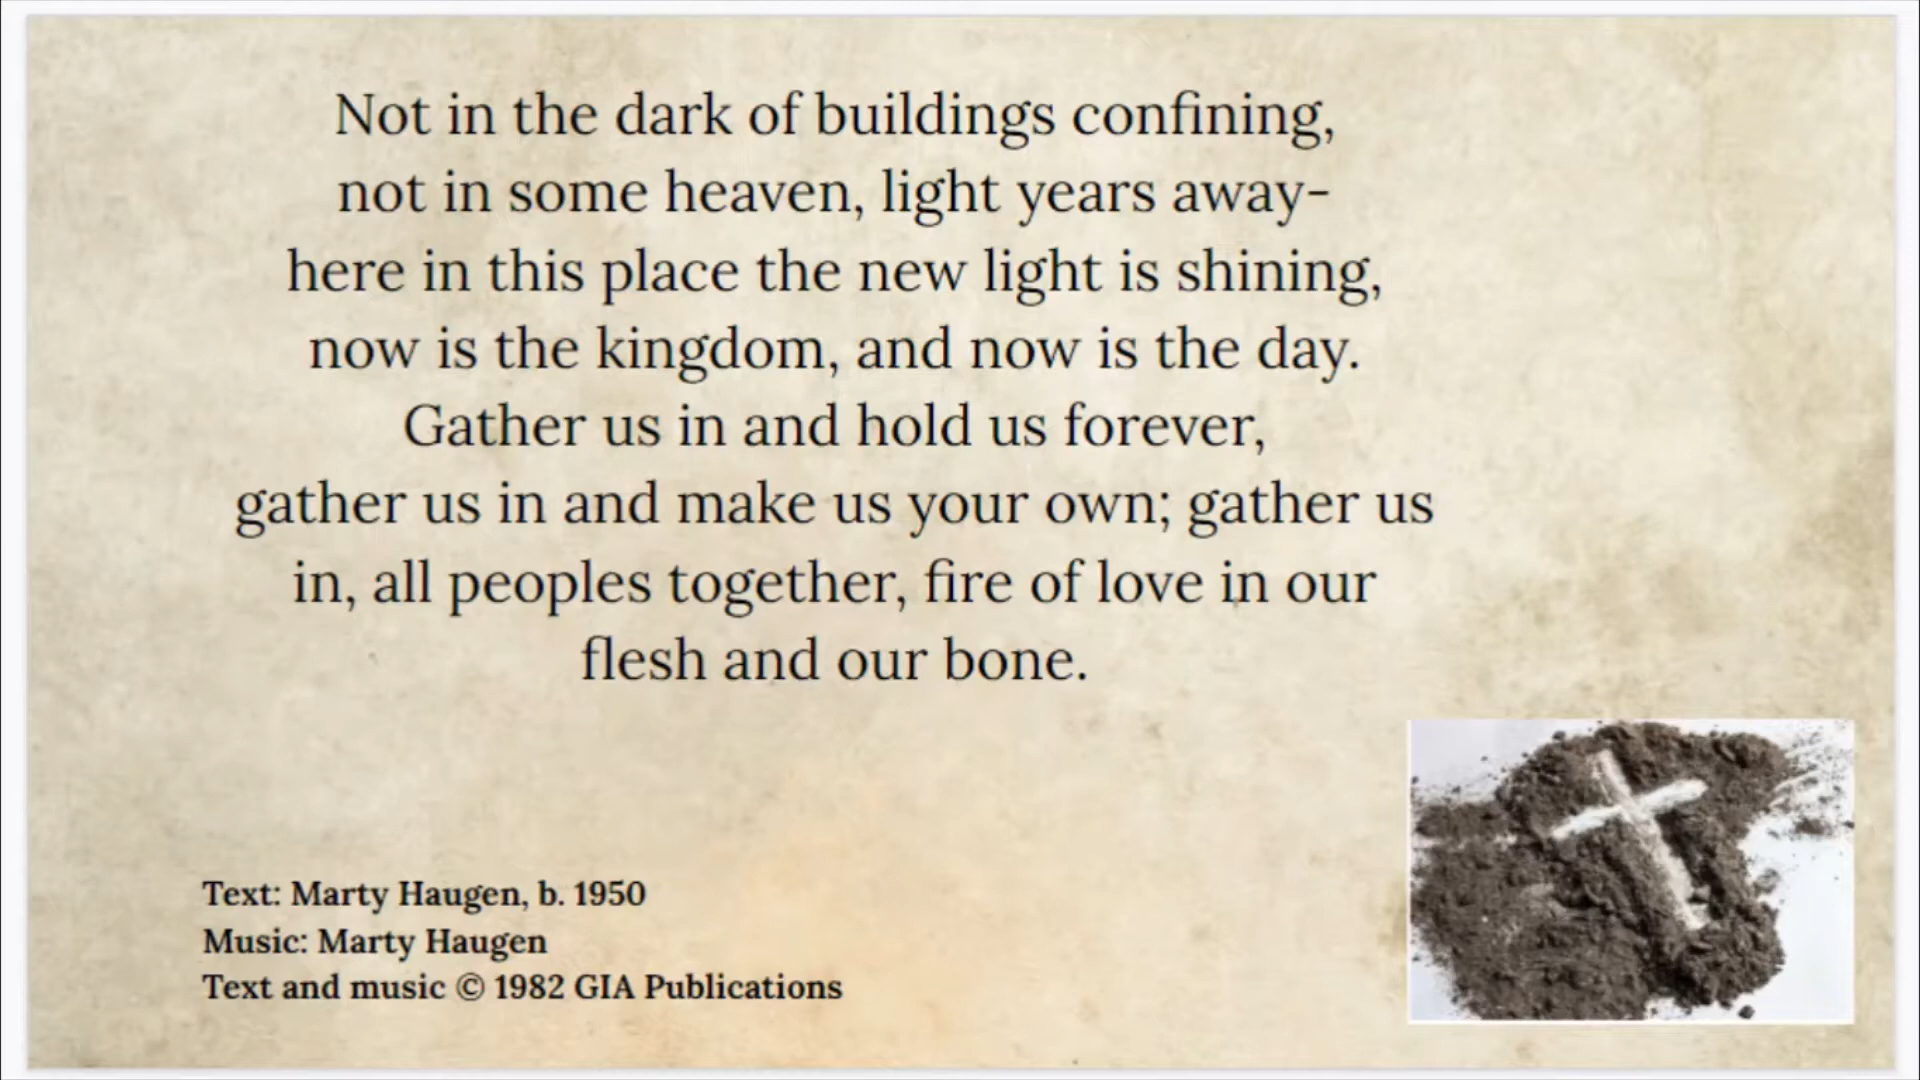 Not in the dark of buildings confining,
not in some heaven, light years away-
here in this place the new light is shining,
now is the kingdom, and now is the day.
Gather us in and hold us forever,
gather us in and make us your own; gather us
in, all peoples together, fire of love in our
flesh and our bone.
Text: Marty Haugen, b. 1950
Music: Marty Haugen
Text and music © 1982 GIA Publications